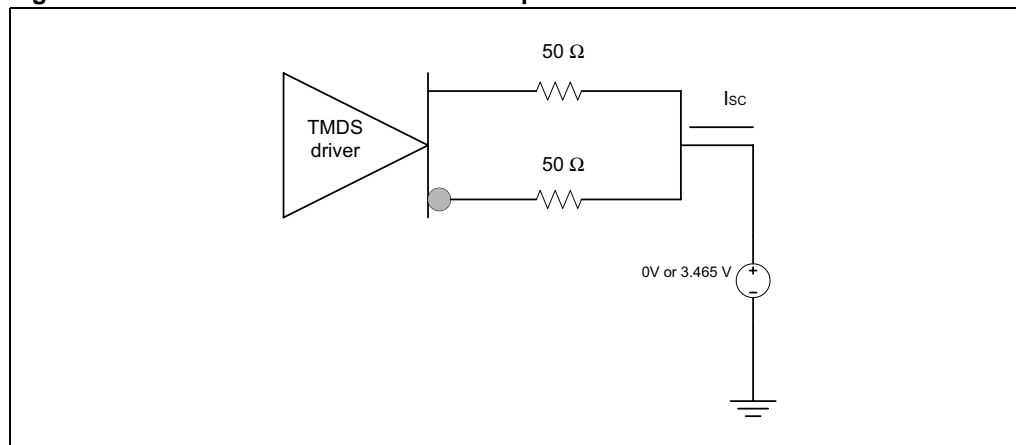 50 Ω
Isc
TMDS
driver
50 Ω
0V or 3.465 V
+
−